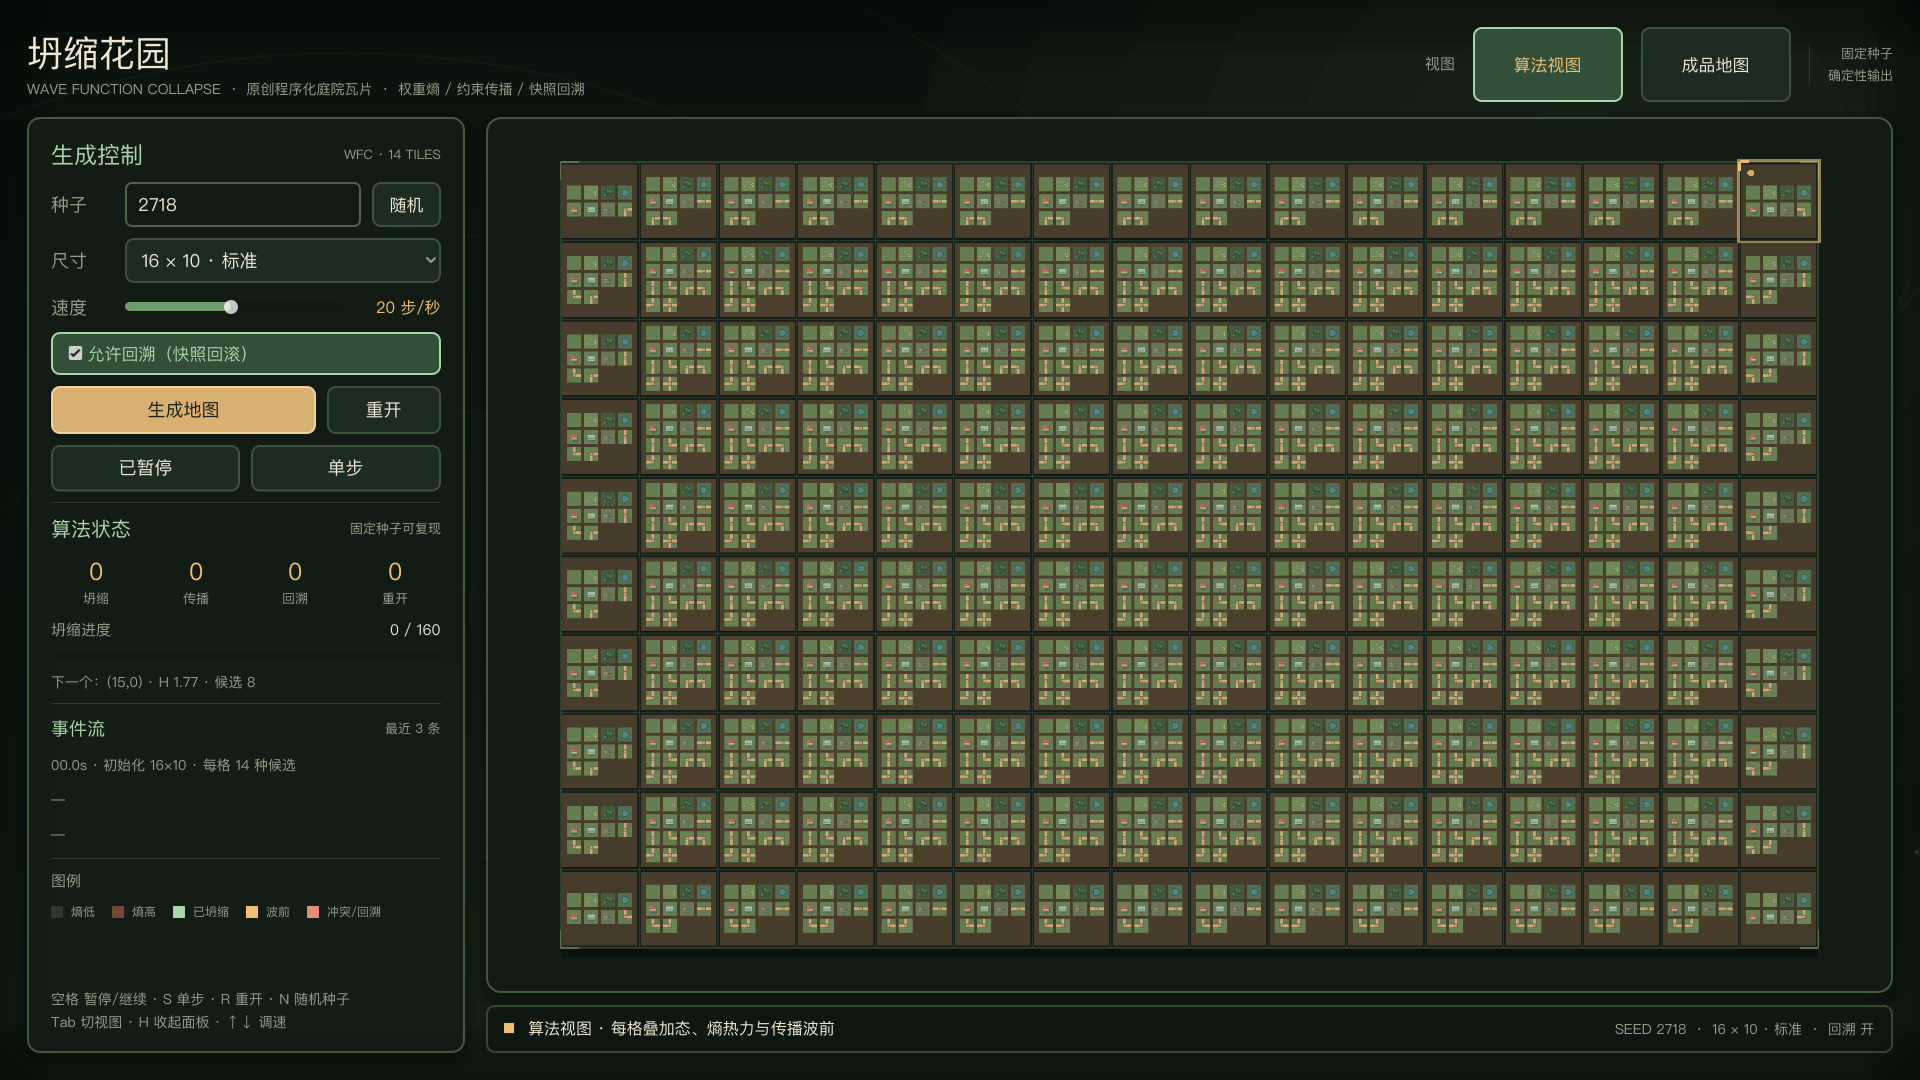 坍缩花园
WAVE FUNCTION COLLAPSE · 原创程序化庭院瓦片 · 权重熵 / 约束传播 / 快照回溯
视图
算法视图
成品地图
固定种子
确定性输出
生成控制
WFC · 14 TILES
种子
2718
随机
尺寸
16 × 10 · 标准
速度
20 步/秒
允许回溯（快照回滚）
生成地图
重开
已暂停
单步
算法状态
固定种子可复现
0
0
0
0
坍缩
传播
回溯
重开
坍缩进度
0 / 160
下一个：(15,0) · H 1.77 · 候选 8
事件流
最近 3 条
00.0s · 初始化 16×10 · 每格 14 种候选
—
—
图例
熵低
熵高
已坍缩
波前
冲突/回溯
空格 暂停/继续 · S 单步 · R 重开 · N 随机种子
Tab 切视图 · H 收起面板 · ↑↓ 调速
算法视图 · 每格叠加态、熵热力与传播波前
SEED 2718 · 16 × 10 · 标准 · 回溯 开